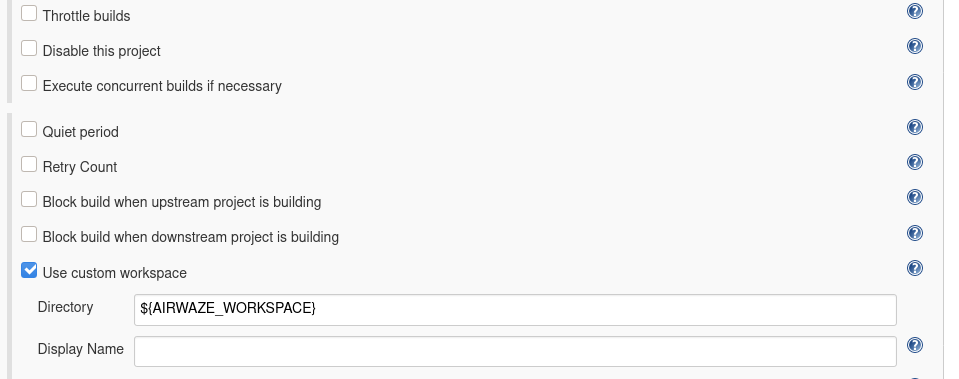 Throttle builds
Disable this project
Execute concurrent builds if necessary
Quiet period
Retry Count
Block build when upstream project is building
Block build when downstream project is building
Use custom workspace
Directory ${AIRWAZE_WORKSPACE}
Display Name